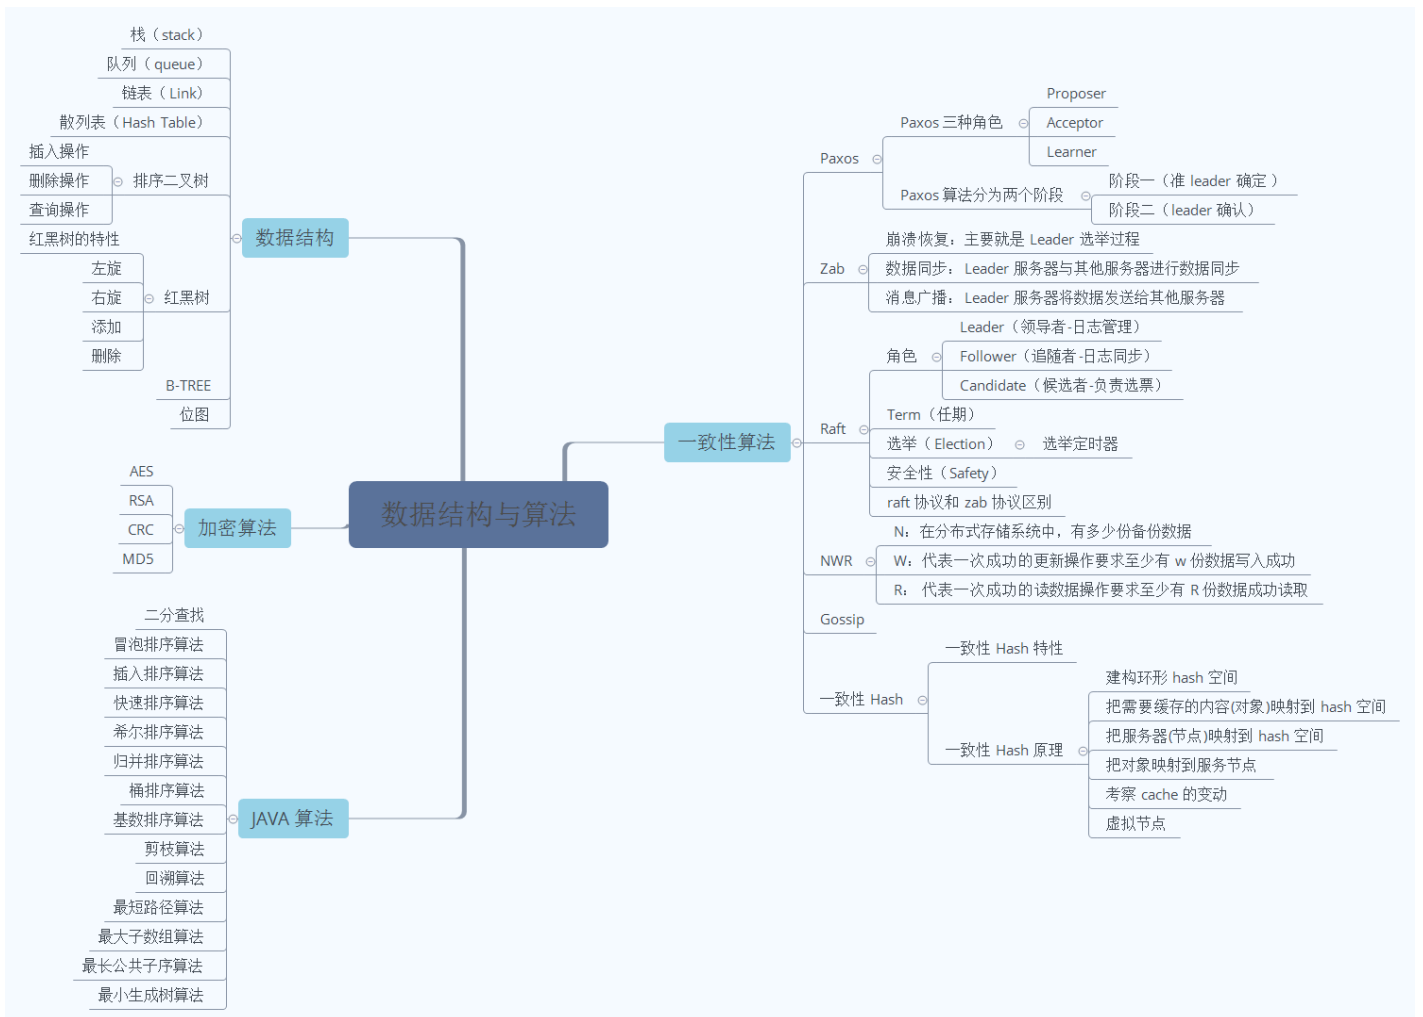 数据结构与算法
数据结构
栈（stack）
队列（ queue）
链表（ Link）
散列表（Hash Table）
排序二叉树
插入操作
删除操作
查询操作
红黑树
红黑树的特性
左旋
右旋
添加
删除
B-TREE
位图
加密算法
AES
RSA
CRC
MD5
JAVA 算法
二分查找
冒泡排序算法
插入排序算法
快速排序算法
希尔排序算法
归并排序算法
桶排序算法
基数排序算法
剪枝算法
回溯算法
最短路径算法
最大子数组算法
最长公共子序算法
最小生成树算法
一致性算法
Paxos
Paxos 三种角色
Proposer
Acceptor
Learner
Paxos 算法分为两个阶段
阶段一（准 leader 确定 ）
阶段二（leader 确认）
Zab
崩溃恢复：主要就是 Leader 选举过程
数据同步： Leader 服务器与其他服务器进行数据同步
消息广播： Leader 服务器将数据发送给其他服务器
Raft
角色
Leader（领导者-日志管理）
Follower（追随者-日志同步）
Candidate（候选者-负责选票）
Term（任期）
选举（ Election）
选举定时器
安全性（Safety）
raft 协议和 zab 协议区别
NWR
N：在分布式存储系统中，有多少份备份数据
W：代表一次成功的更新操作要求至少有 w 份数据写入成功
R： 代表一次成功的读数据操作要求至少有 R 份数据成功读取
Gossip
一致性 Hash
一致性 Hash 特性
一致性 Hash 原理
建构环形 hash 空间
把需要缓存的内容(对象)映射到 hash 空间
把服务器(节点)映射到 hash 空间
把对象映射到服务节点
考察 cache 的变动
虚拟节点